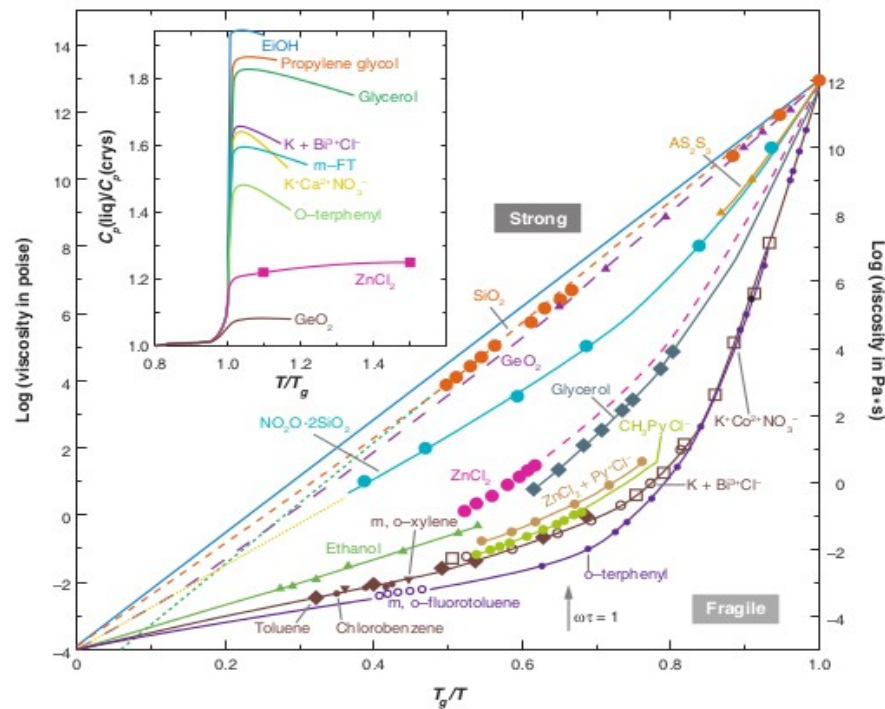 14
12
10
8
6
4
2
0
-2
-4
Log (viscosity in poise)
12
10
8
6
4
2
0
-2
-4
Log (viscosity in Pa•s)
0
0.2
0.4
0.6
0.8
1.0
Tg/T
1.8
1.6
1.4
1.2
1.0
Cp(liq)/Cp(crys)
0.8
1.0
1.2
1.4
T/Tg
EiOH
Propylene glycol
Glycerol
K + Bi³⁺Cl⁻
m–FT
K⁺Ca²⁺NO₃⁻
O–terphenyl
ZnCl₂
GeO₂
Strong
AS₂S₃
SiO₂
GeO₂
NO₂O-2SiO₂
Glycerol
CH₃PyCl⁻
K⁺Co²⁺NO₃⁻
ZnCl₂
ZnCl₂ + Py⁺Cl⁻
K + Bi³⁺Cl⁻
m, o–xylene
Ethanol
o–terphenyl
m, o–fluorotoluene
ωτ = 1
Fragile
Toluene
Chlorobenzene